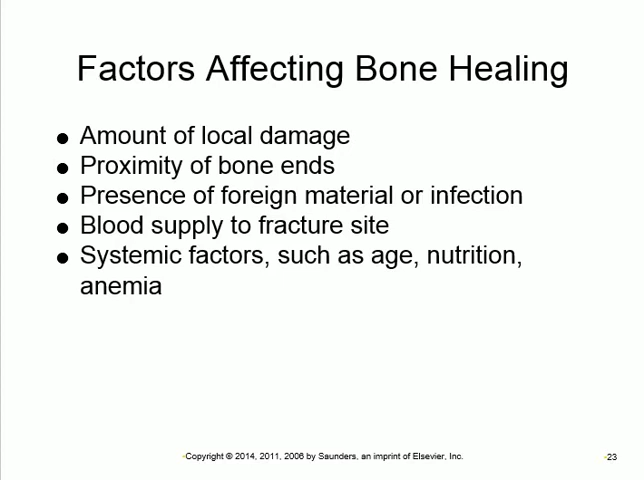 Factors Affecting Bone Healing
● Amount of local damage
● Proximity of bone ends
● Presence of foreign material or infection
● Blood supply to fracture site
● Systemic factors, such as age, nutrition,
anemia
Copyright © 2014, 2011, 2006 by Saunders, an imprint of Elsevier, Inc.
23